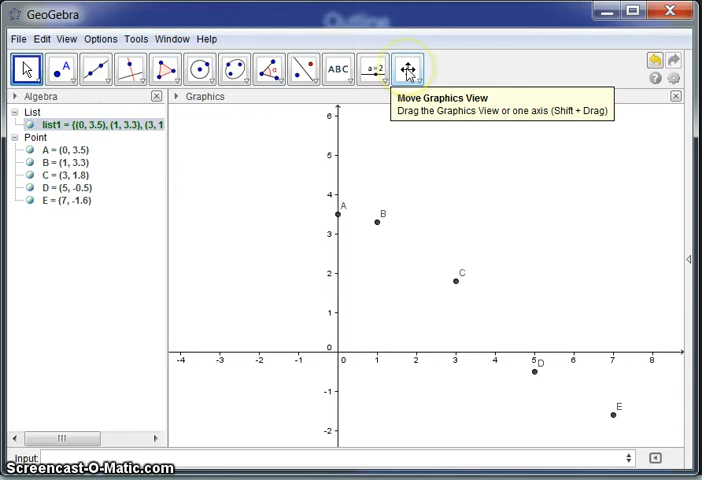 Outline
GeoGebra
File Edit View Options Tools Window Help
A ABC a=2
Move Graphics View
Drag the Graphics View or one axis (Shift + Drag)
Algebra
Graphics
List
list1 = {(0, 3.5), (1, 3.3), (3, 1
Point
A = (0, 3.5)
B = (1, 3.3)
C = (3, 1.8)
D = (5, -0.5)
E = (7, -1.6)
6
5
4
3
2
1
0
-1
-2
-4 -3 -2 -1 0 1 2 3 4 5 6 7 8
A
B
C
D
E
Input:
Screencast-O-Matic.com